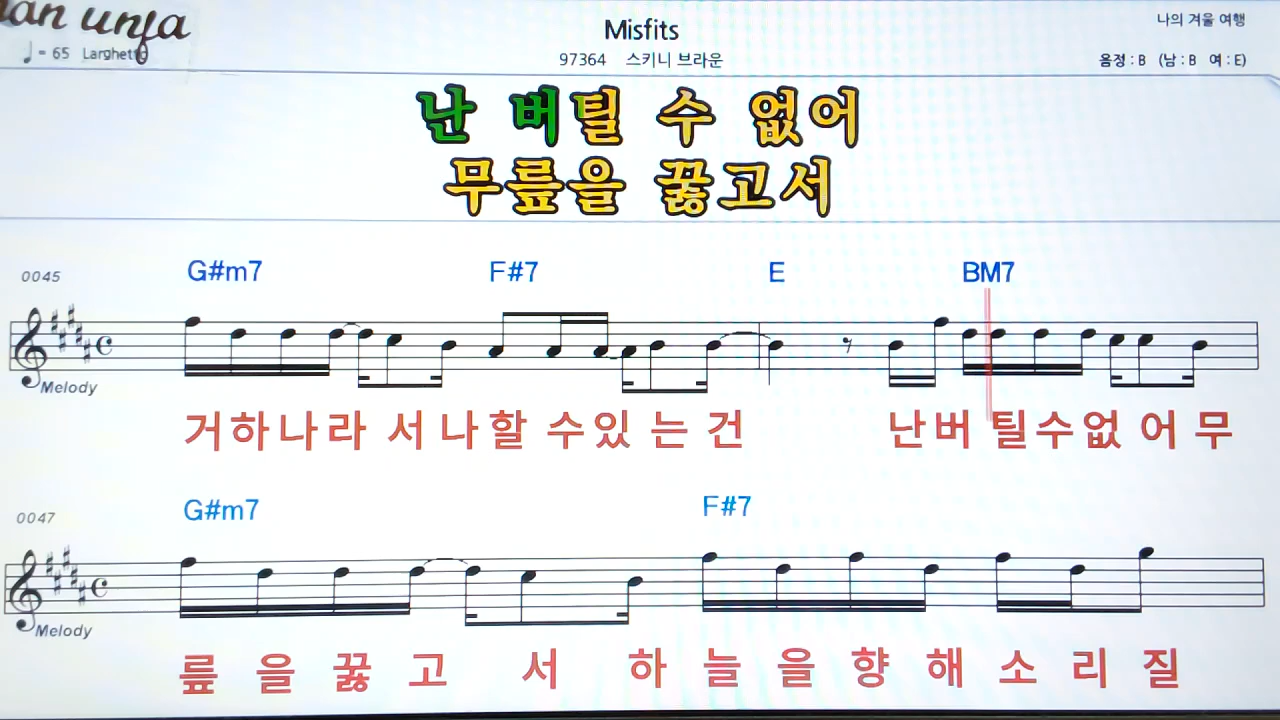 Misfits
나의 겨울 여행
♩= 65 Larghetto
97364 스키니 브라운
음정 : B (남 : B 여 : E)
난 버틸 수 없어
무릎을 꿇고서
0045 G#m7 F#7 E BM7
Melody
거하나라 서나할 수있 는 건 난버 틸수없 어 무
0047 G#m7 F#7
Melody
릎 을 꿇 고 서 하 늘 을 향 해 소 리 질